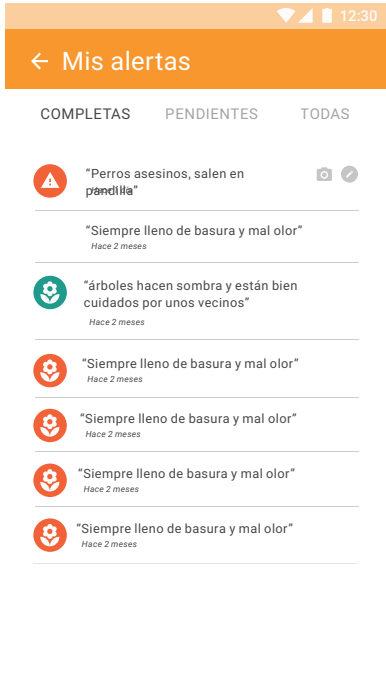 12:30
Mis alertas
COMPLETAS PENDIENTES TODAS
“Perros asesinos, salen en
pandilla”
“Siempre lleno de basura y mal olor”
Hace 2 meses
“árboles hacen sombra y están bien
cuidados por unos vecinos”
Hace 2 meses
“Siempre lleno de basura y mal olor”
Hace 2 meses
“Siempre lleno de basura y mal olor”
Hace 2 meses
“Siempre lleno de basura y mal olor”
Hace 2 meses
“Siempre lleno de basura y mal olor”
Hace 2 meses